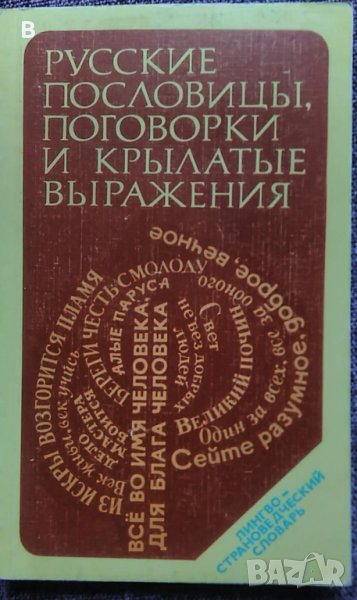 B
РУССКИЕ
ПОСЛОВИЦЫ,
ПОГОВОРКИ
И КРЫЛАТЫЕ
ВЫРАЖЕНИЯ
ИЗ ИСКРЫ ВОЗГОРИТСЯ ПЛАМЯ
Век живи век учись
ДЕЛО
МАСТЕРА
БОИТСЯ
БЕРЕГИ ЧЕСТЬ СМОЛОДУ
АЛЫЕ ПАРУСА
ВСЁ ВО ИМЯ ЧЕЛОВЕКА,
ДЛЯ БЛАГА ЧЕЛОВЕКА
Свет
не без добрых
людей
Великий почин
Один за всех, все за одного
Сейте разумное, доброе, вечное
ЛИНГВО-
СТРАНОВЕДЧЕСКИЙ
СЛОВАРЬ
BAZAR.BG